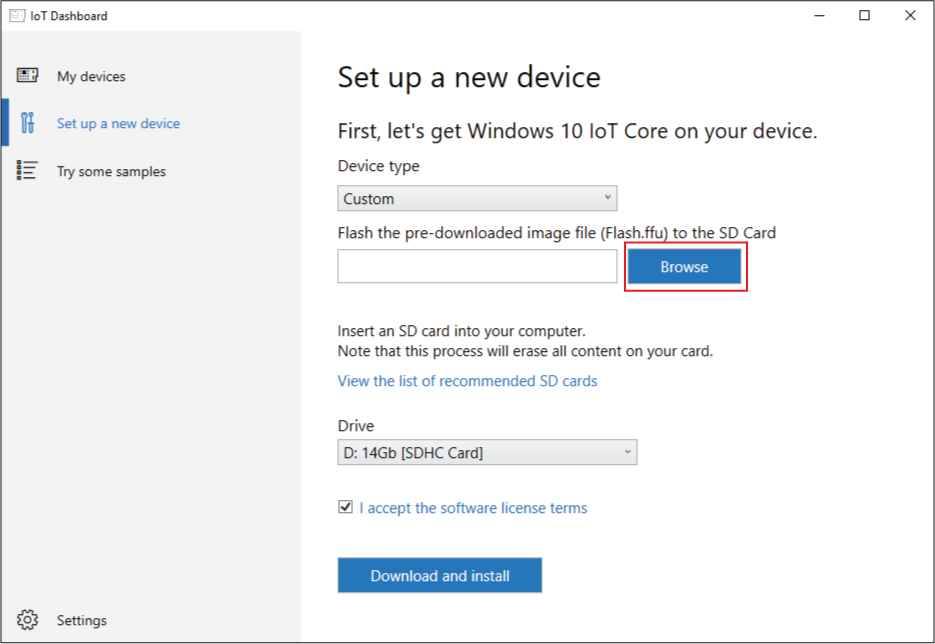 IoT Dashboard
My devices
Set up a new device
Try some samples
Settings
Set up a new device
First, let's get Windows 10 IoT Core on your device.
Device type
Custom
Flash the pre-downloaded image file (Flash.ffu) to the SD Card
Browse
Insert an SD card into your computer.
Note that this process will erase all content on your card.
View the list of recommended SD cards
Drive
D: 14Gb [SDHC Card]
I accept the software license terms
Download and install